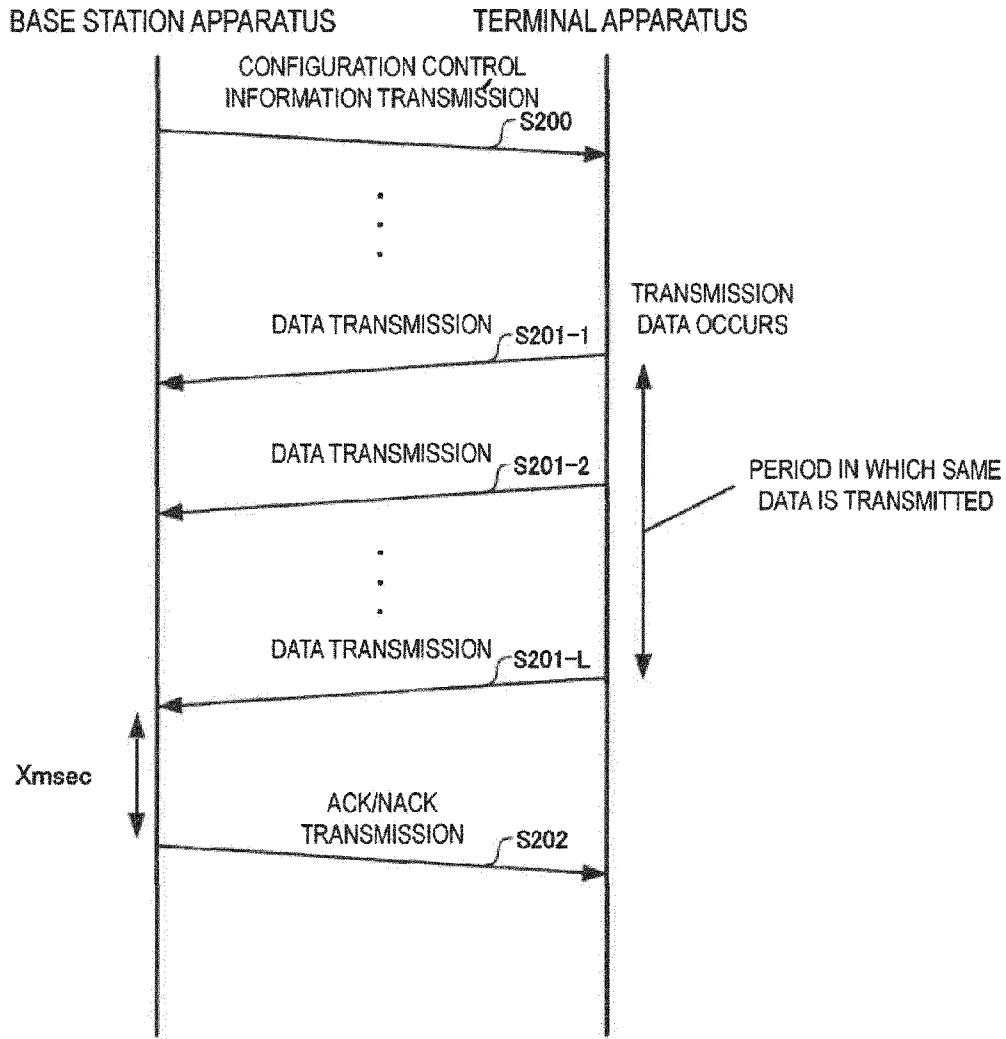 BASE STATION APPARATUS
TERMINAL APPARATUS
CONFIGURATION CONTROL
INFORMATION TRANSMISSION
S200
TRANSMISSION
DATA OCCURS
DATA TRANSMISSION
S201-1
DATA TRANSMISSION
S201-2
PERIOD IN WHICH SAME
DATA IS TRANSMITTED
DATA TRANSMISSION
S201-L
Xmsec
ACK/NACK
TRANSMISSION
S202